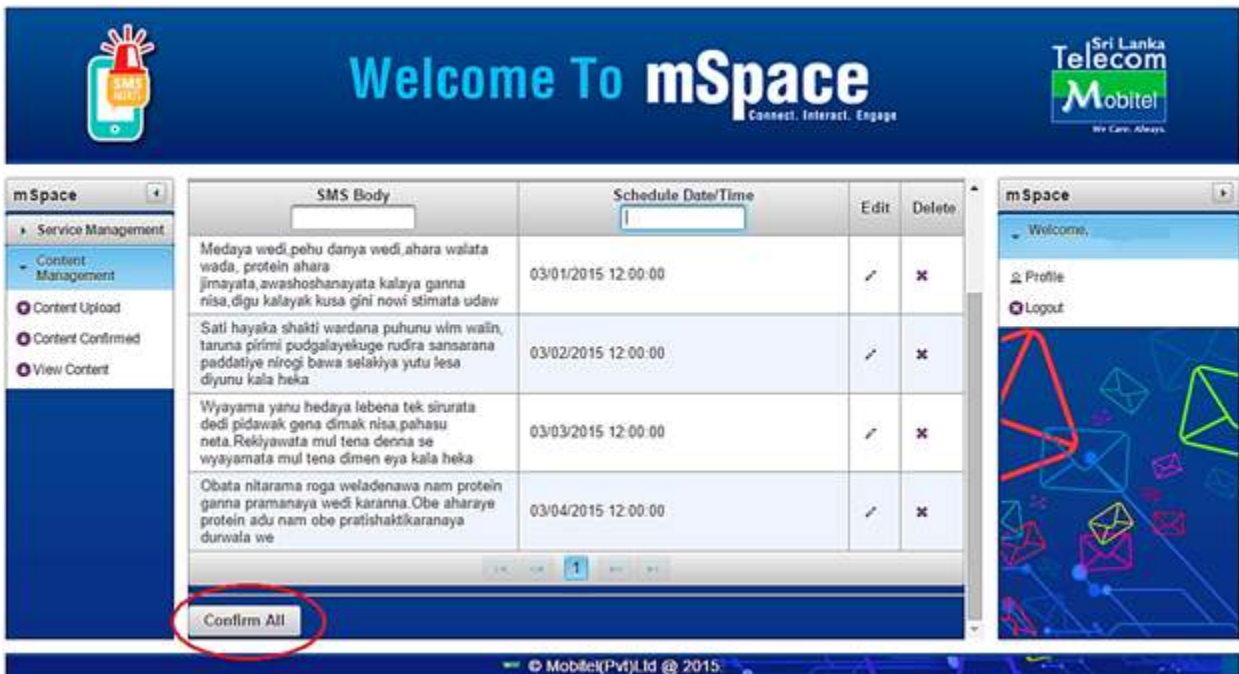 SMS
ALERT
Welcome To mSpace
Connect. Interact. Engage
Sri Lanka
Telecom
Mobitel
We Care. Always.
mSpace
Service Management
Content
Management
Content Upload
Content Confirmed
View Content
SMS Body
Schedule Date/Time
Edit
Delete
Medaya wedi,pehu danya wedi,ahara walata
wada, protein ahara
jirnayata,awashoshanayata kalaya ganna
nisa,digu kalayak kusa gini nowi stimata udaw
03/01/2015 12:00:00
Sati hayaka shakti wardana puhunu wim walin,
taruna pirimi pudgalayekuge rudira sansarana
paddatiye nirogi bawa selakiya yutu lesa
diyunu kala heka
03/02/2015 12:00:00
Wyayama yanu hedaya lebena tek sirurata
dedi pidawak gena dimak nisa,pahasu
neta.Rekiyawata mul tena denna se
wyayamata mul tena dimen eya kala heka
03/03/2015 12:00:00
Obata nitarama roga weladenawa nam protein
ganna pramanaya wedi karanna.Obe aharaye
protein adu nam obe pratishaktikaranaya
durwala we
03/04/2015 12:00:00
1
Confirm All
mSpace
Welcome,
Profile
Logout
© Mobitel(Pvt)Ltd @ 2015.